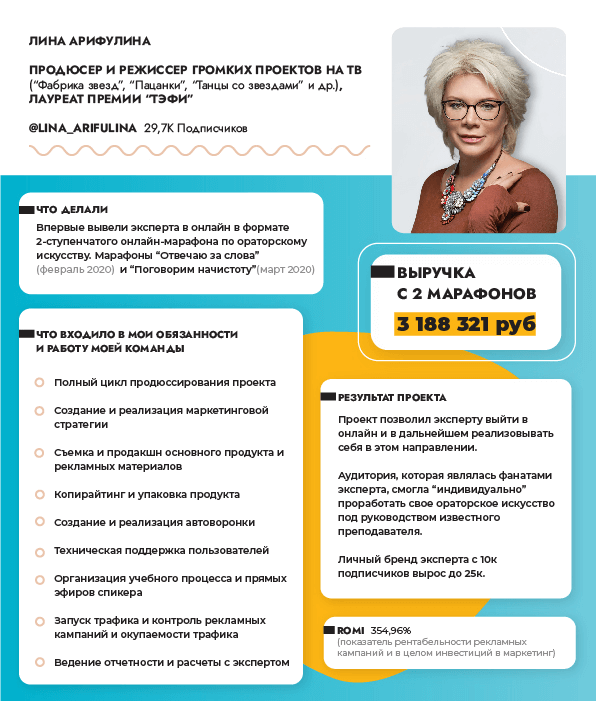 ЛИНА АРИФУЛИНА
ПРОДЮСЕР И РЕЖИССЕР ГРОМКИХ ПРОЕКТОВ НА ТВ
(“Фабрика звезд”, “Пацанки”, “Танцы со звездами” и др.),
ЛАУРЕАТ ПРЕМИИ “ТЭФИ”
@LINA_ARIFULINA 29,7K Подписчиков
ЧТО ДЕЛАЛИ
Впервые вывели эксперта в онлайн в формате
2-ступенчатого онлайн-марафона по ораторскому
искусству. Марафоны “Отвечаю за слова”
(февраль 2020) и “Поговорим начистоту”(март 2020)
ВЫРУЧКА
С 2 МАРАФОНОВ
3 188 321 руб
ЧТО ВХОДИЛО В МОИ ОБЯЗАННОСТИ
И РАБОТУ МОЕЙ КОМАНДЫ
Полный цикл продюссирования проекта
Создание и реализация маркетинговой
стратегии
Съемка и продакшн основного продукта и
рекламных материалов
Копирайтинг и упаковка продукта
Создание и реализация автоворонки
Техническая поддержка пользователей
Организация учебного процесса и прямых
эфиров спикера
Запуск трафика и контроль рекламных
кампаний и окупаемости трафика
Ведение отчетности и расчеты с экспертом
РЕЗУЛЬТАТ ПРОЕКТА
Проект позволил эксперту выйти в
онлайн и в дальнейшем реализовывать
себя в этом направлении.
Аудитория, которая являлась фанатами
эксперта, смогла “индивидуально”
проработать свое ораторское искусство
под руководством известного
преподавателя.
Личный бренд эксперта с 10к
подписчиков вырос до 25к.
ROMI 354,96%
(показатель рентабельности рекламных
кампаний и в целом инвестиций в маркетинг)